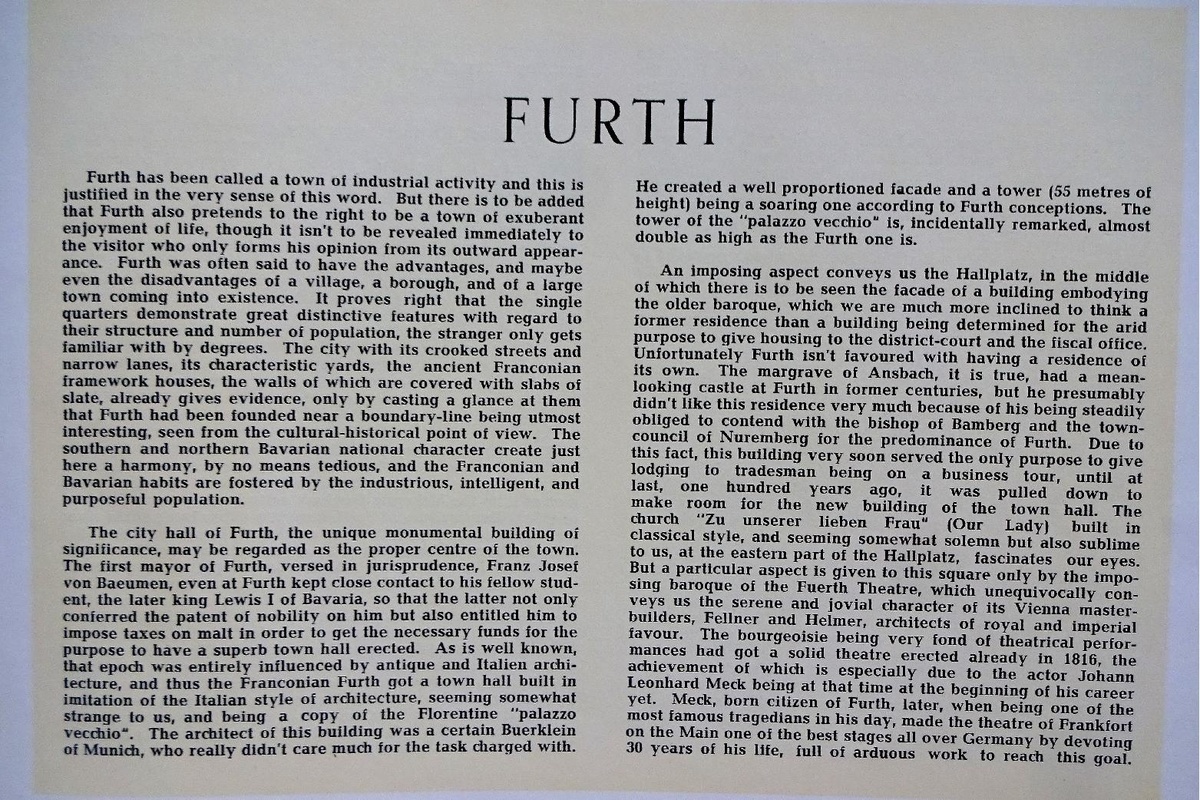 FURTH
Furth has been called a town of industrial activity and this is
justified in the very sense of this word. But there is to be added
that Furth also pretends to the right to be a town of exuberant
enjoyment of life, though it isn't to be revealed immediately to
the visitor who only forms his opinion from its outward appear-
ance. Furth was often said to have the advantages, and maybe
even the disadvantages of a village, a borough, and of a large
town coming into existence. It proves right that the single
quarters demonstrate great distinctive features with regard to
their structure and number of population, the stranger only gets
familiar with by degrees. The city with its crooked streets and
narrow lanes, its characteristic yards, the ancient Franconian
framework houses, the walls of which are covered with slabs of
slate, already gives evidence, only by casting a glance at them
that Furth had been founded near a boundary-line being utmost
interesting, seen from the cultural-historical point of view. The
southern and northern Bavarian national character create just
here a harmony, by no means tedious, and the Franconian and
Bavarian habits are fostered by the industrious, intelligent, and
purposeful population.
The city hall of Furth, the unique monumental building of
significance, may be regarded as the proper centre of the town.
The first mayor of Furth, versed in jurisprudence, Franz Josef
von Baeumen, even at Furth kept close contact to his fellow stud-
ent, the later king Lewis I of Bavaria, so that the latter not only
conferred the patent of nobility on him but also entitled him to
impose taxes on malt in order to get the necessary funds for the
purpose to have a superb town hall erected. As is well known,
that epoch was entirely influenced by antique and Italien archi-
tecture, and thus the Franconian Furth got a town hall built in
imitation of the Italian style of architecture, seeming somewhat
strange to us, and being a copy of the Florentine "palazzo
vecchio". The architect of this building was a certain Buerklein
of Munich, who really didn't care much for the task charged with.
He created a well proportioned facade and a tower (55 metres of
height) being a soaring one according to Furth conceptions. The
tower of the "palazzo vecchio" is, incidentally remarked, almost
double as high as the Furth one is.
An imposing aspect conveys us the Hallplatz, in the middle
of which there is to be seen the facade of a building embodying
the older baroque, which we are much more inclined to think a
former residence than a building being determined for the arid
purpose to give housing to the district-court and the fiscal office.
Unfortunately Furth isn't favoured with having a residence of
its own. The margrave of Ansbach, it is true, had a mean-
looking castle at Furth in former centuries, but he presumably
didn't like this residence very much because of his being steadily
obliged to contend with the bishop of Bamberg and the town-
council of Nuremberg for the predominance of Furth. Due to
this fact, this building very soon served the only purpose to give
lodging to tradesman being on a business tour, until at
last, one hundred years ago, it was pulled down to
make room for the new building of the town hall. The
church "Zu unserer lieben Frau" (Our Lady) built in
classical style, and seeming somewhat solemn but also sublime
to us, at the eastern part of the Hallplatz, fascinates our eyes.
But a particular aspect is given to this square only by the impo-
sing baroque of the Fuerth Theatre, which unequivocally con-
veys us the serene and jovial character of its Vienna master-
builders, Fellner and Helmer, architects of royal and imperial
favour. The bourgeoisie being very fond of theatrical perfor-
mances had got a solid theatre erected already in 1816, the
achievement of which is especially due to the actor Johann
Leonhard Meck being at that time at the beginning of his career
yet. Meck, born citizen of Furth, later, when being one of the
most famous tragedians in his day, made the theatre of Frankfort
on the Main one of the best stages all over Germany by devoting
30 years of his life, full of arduous work to reach this goal.